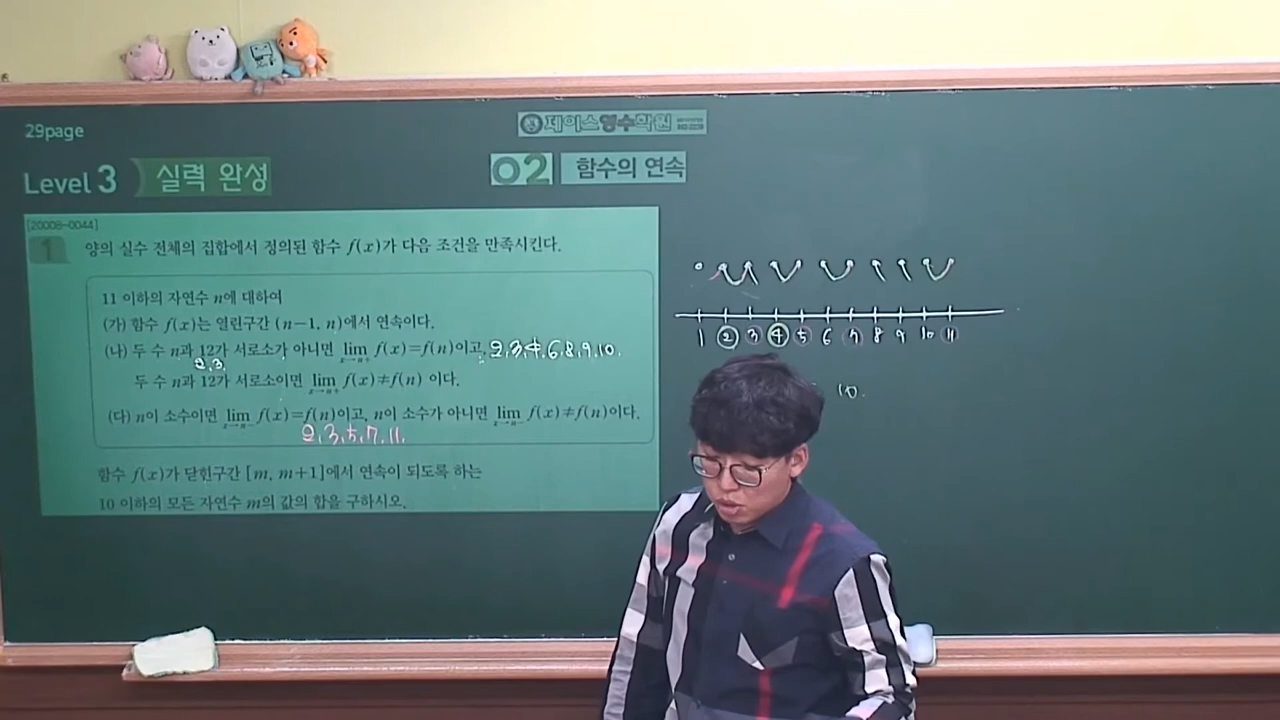 29page
제이스영수학원
Level 3 실력 완성
02 함수의 연속
[20008-0044]
1 양의 실수 전체의 집합에서 정의된 함수 f(x)가 다음 조건을 만족시킨다.
11 이하의 자연수 n에 대하여
(가) 함수 f(x)는 열린구간 (n-1, n)에서 연속이다.
(나) 두 수 n과 12가 서로소가 아니면 lim x→n+ f(x)=f(n)이고, 2,3,4,6,8,9,10.
2,3,
두 수 n과 12가 서로소이면 lim x→n+ f(x)≠f(n) 이다.
(다) n이 소수이면 lim x→n- f(x)=f(n)이고, n이 소수가 아니면 lim x→n- f(x)≠f(n)이다.
2,3,5,7,11.
함수 f(x)가 닫힌구간 [m, m+1]에서 연속이 되도록 하는
10 이하의 모든 자연수 m의 값의 합을 구하시오.
1 2 3 4 5 6 7 8 9 10 11
10.